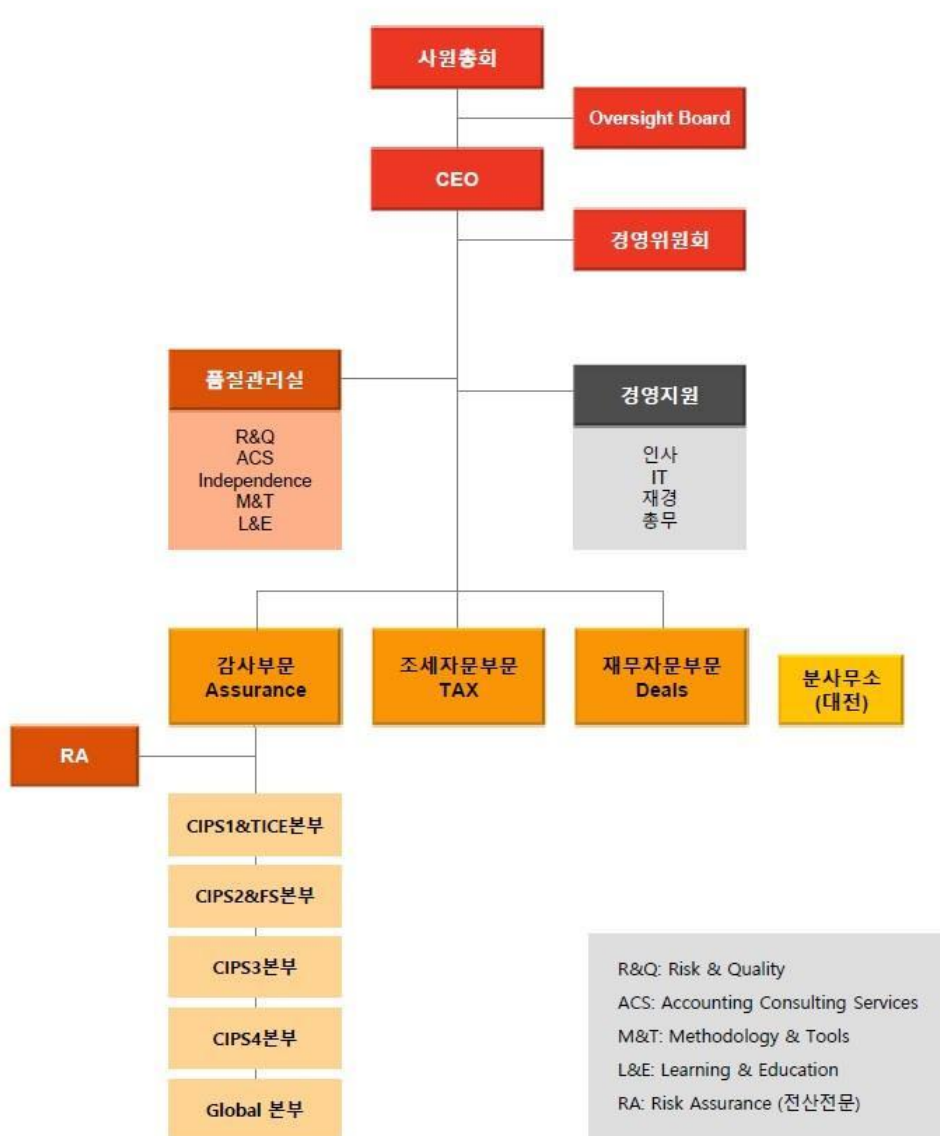 사원총회
Oversight Board
CEO
경영위원회
품질관리실
R&Q
ACS
Independence
M&T
L&E
경영지원
인사
IT
재경
총무
감사부문
Assurance
조세자문부문
TAX
재무자문부문
Deals
분사무소
(대전)
RA
CIPS1&TICE본부
CIPS2&FS본부
CIPS3본부
CIPS4본부
Global 본부
R&Q: Risk & Quality
ACS: Accounting Consulting Services
M&T: Methodology & Tools
L&E: Learning & Education
RA: Risk Assurance (전산전문)